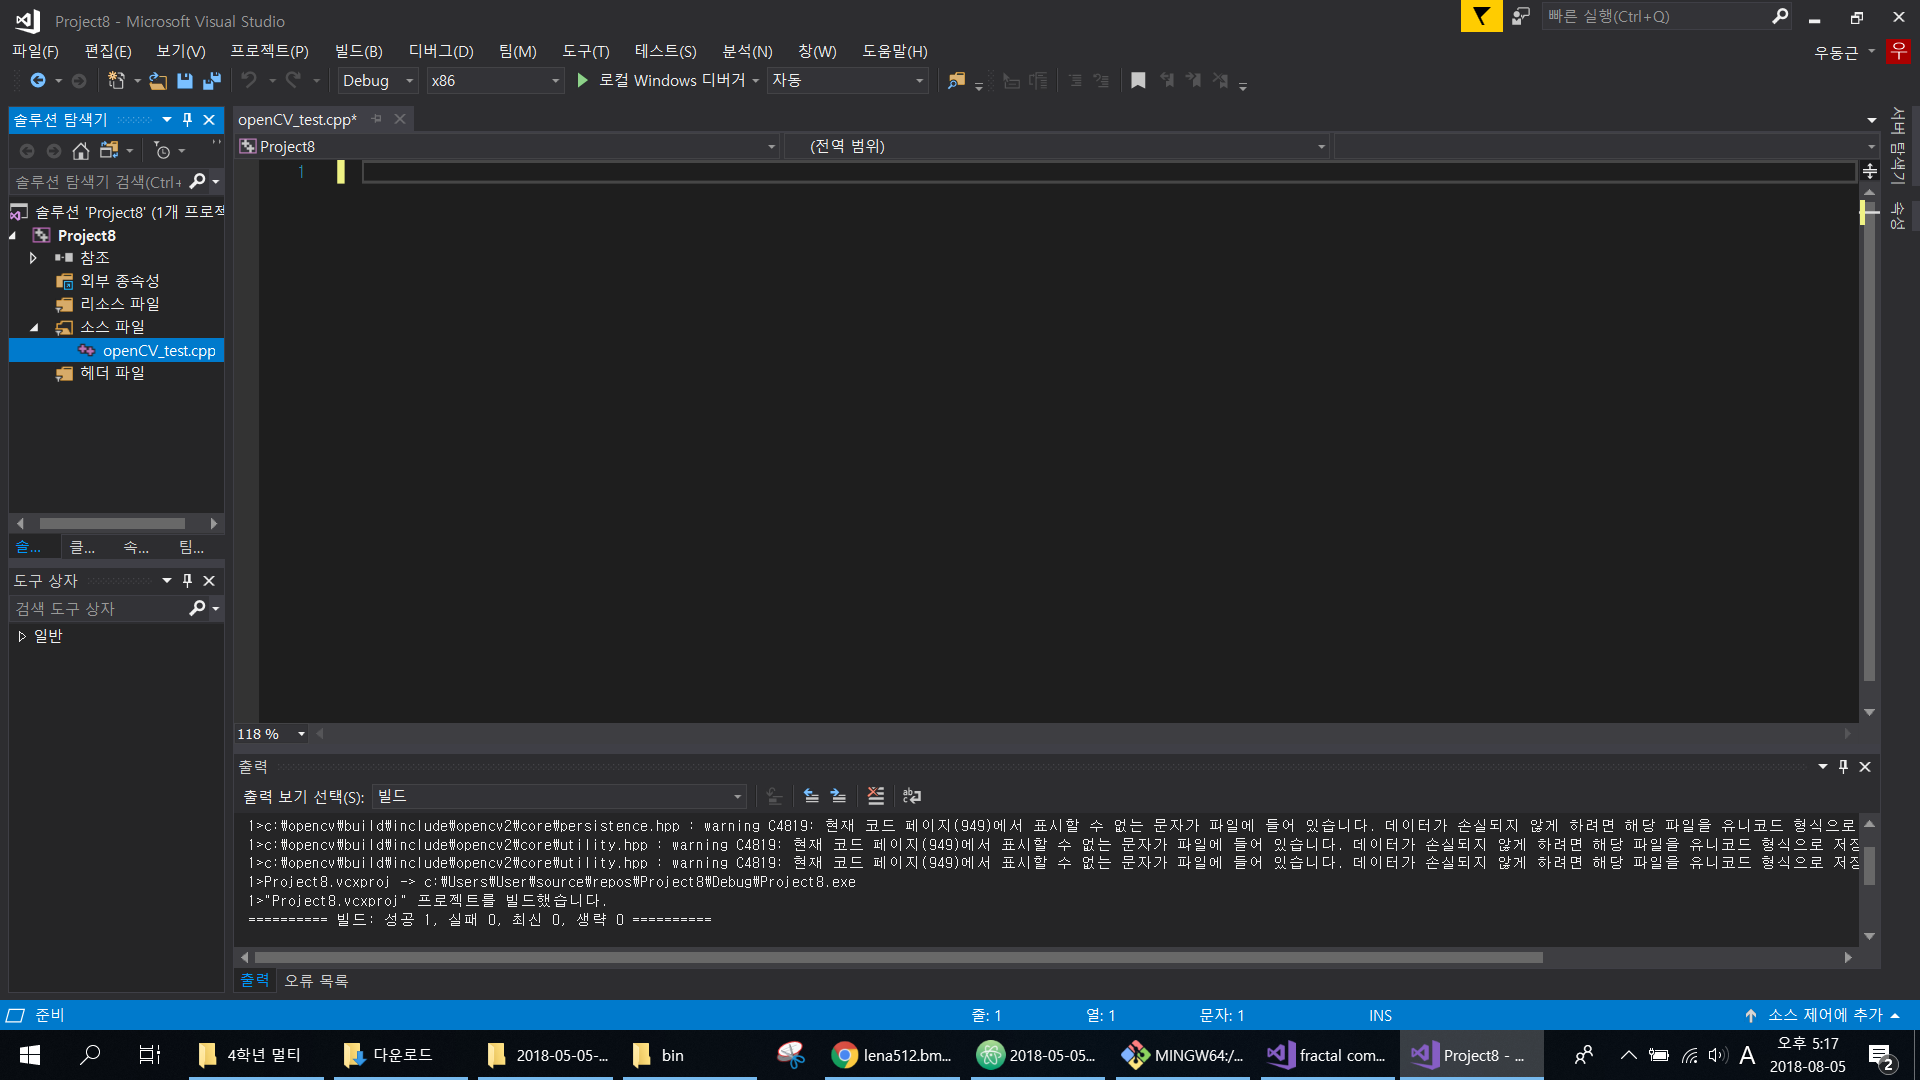 Project8 - Microsoft Visual Studio
빠른 실행(Ctrl+Q)
파일(F) 편집(E) 보기(V) 프로젝트(P) 빌드(B) 디버그(D) 팀(M) 도구(T) 테스트(S) 분석(N) 창(W) 도움말(H)
우동근 우
Debug x86 로컬 Windows 디버거 자동
솔루션 탐색기
솔루션 탐색기 검색(Ctrl+
솔루션 'Project8' (1개 프로젝
Project8
참조
외부 종속성
리소스 파일
소스 파일
openCV_test.cpp
헤더 파일
솔... 클... 속... 팀...
도구 상자
검색 도구 상자
일반
openCV_test.cpp*
Project8 (전역 범위)
1
118 %
서버 탐색기
속성
출력
출력 보기 선택(S): 빌드
1>c:₩opencv₩build₩include₩opencv2₩core₩persistence.hpp : warning C4819: 현재 코드 페이지(949)에서 표시할 수 없는 문자가 파일에 들어 있습니다. 데이터가 손실되지 않게 하려면 해당 파일을 유니코드 형식으로
1>c:₩opencv₩build₩include₩opencv2₩core₩utility.hpp : warning C4819: 현재 코드 페이지(949)에서 표시할 수 없는 문자가 파일에 들어 있습니다. 데이터가 손실되지 않게 하려면 해당 파일을 유니코드 형식으로 저장
1>c:₩opencv₩build₩include₩opencv2₩core₩utility.hpp : warning C4819: 현재 코드 페이지(949)에서 표시할 수 없는 문자가 파일에 들어 있습니다. 데이터가 손실되지 않게 하려면 해당 파일을 유니코드 형식으로 저장
1>Project8.vcxproj -> c:₩Users₩User₩source₩repos₩Project8₩Debug₩Project8.exe
1>"Project8.vcxproj" 프로젝트를 빌드했습니다.
========== 빌드: 성공 1, 실패 0, 최신 0, 생략 0 ==========
출력 오류 목록
준비 줄: 1 열: 1 문자: 1 INS 소스 제어에 추가
4학년 멀티 다운로드 2018-05-05-... bin lena512.bm... 2018-05-05... MINGW64:/... fractal com... Project8 - ... A 오후 5:17
2018-08-05
2